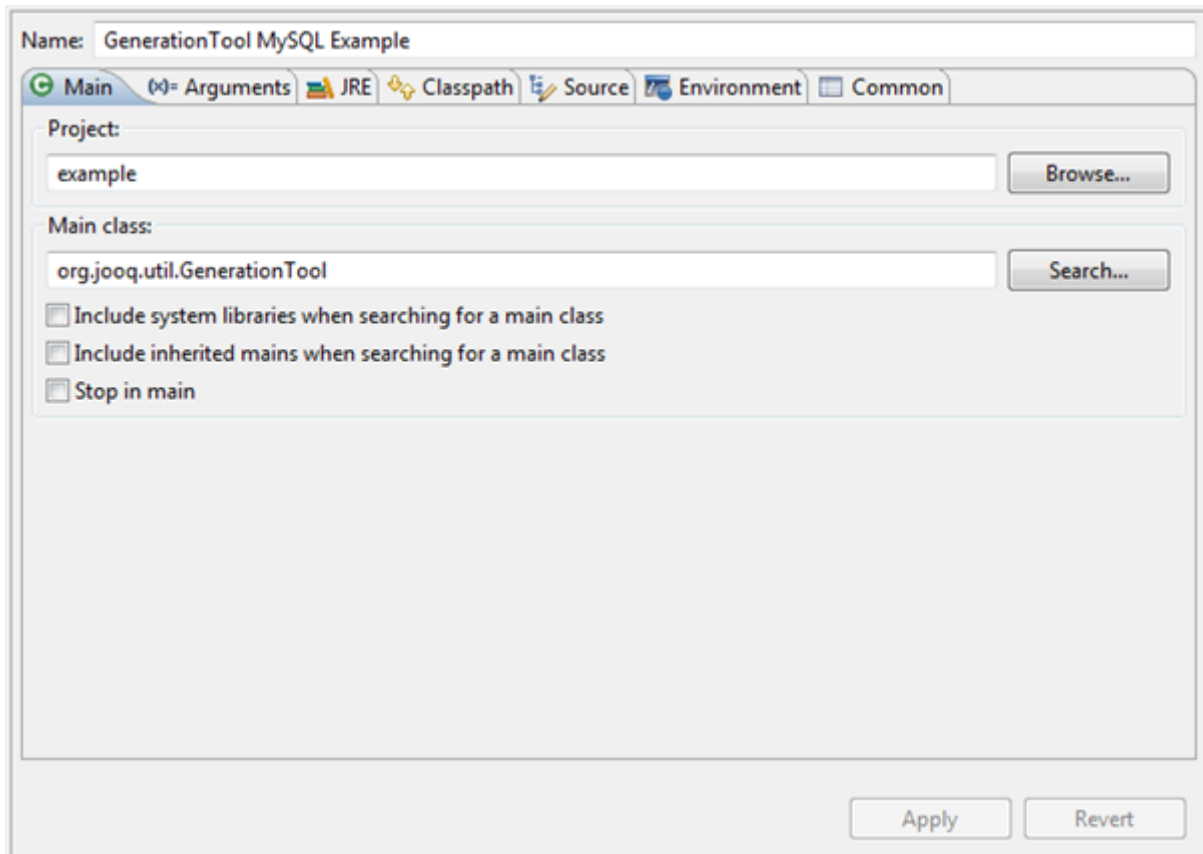 Name: GenerationTool MySQL Example
Main (x)= Arguments JRE Classpath Source Environment Common
Project:
example Browse...
Main class:
org.jooq.util.GenerationTool Search...
Include system libraries when searching for a main class
Include inherited mains when searching for a main class
Stop in main
Apply Revert